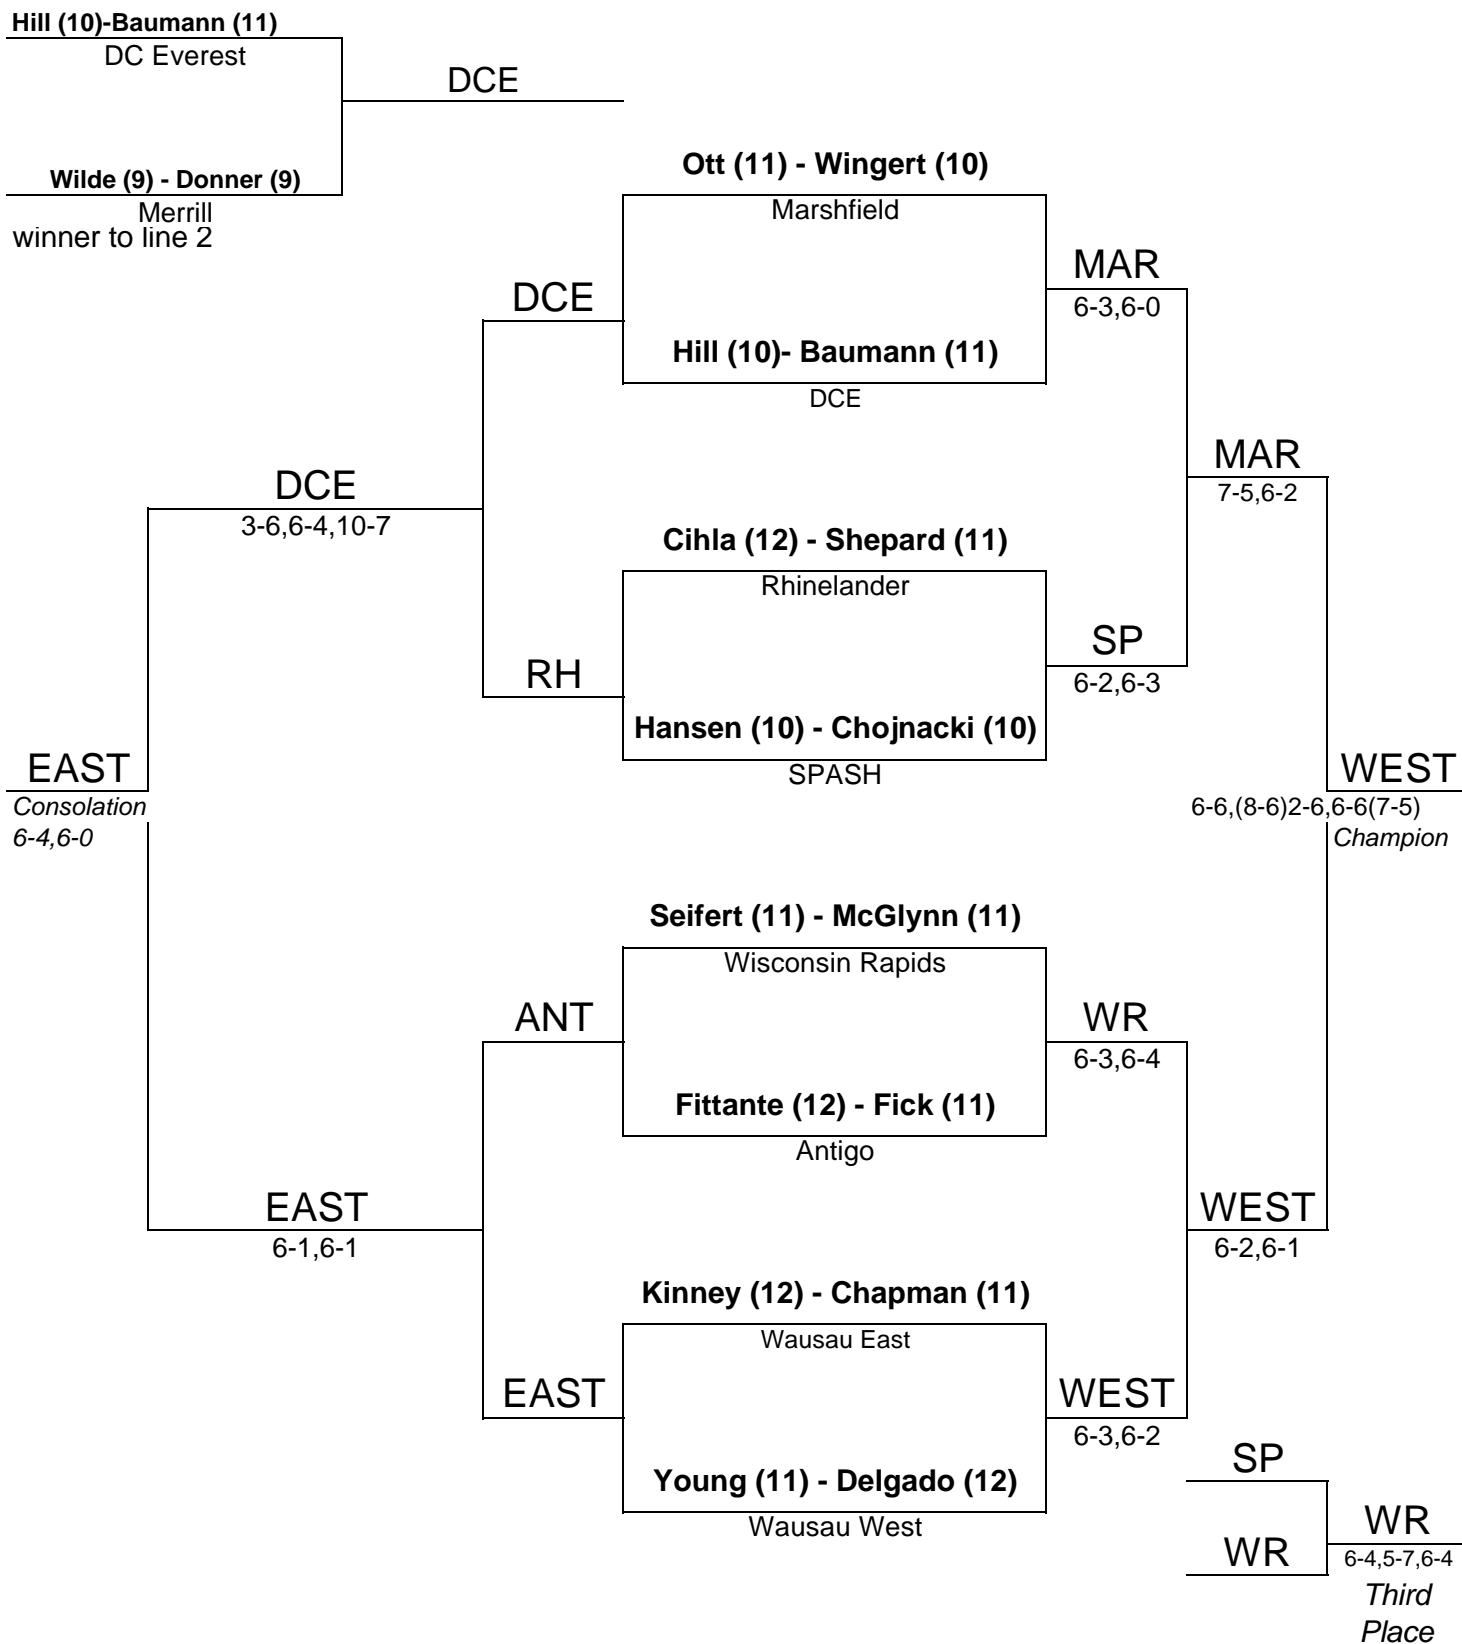 Hill (10)-Baumann (11)
DC Everest
DCE
Wilde (9) - Donner (9)
Merrill
winner to line 2
Ott (11) - Wingert (10)
Marshfield
MAR
6-3,6-0
DCE
Hill (10)- Baumann (11)
DCE
MAR
7-5,6-2
DCE
3-6,6-4,10-7
Cihla (12) - Shepard (11)
Rhinelander
SP
6-2,6-3
RH
Hansen (10) - Chojnacki (10)
SPASH
EAST
Consolation
6-4,6-0
WEST
6-6,(8-6)2-6,6-6(7-5)
Champion
Seifert (11) - McGlynn (11)
Wisconsin Rapids
ANT
WR
6-3,6-4
Fittante (12) - Fick (11)
Antigo
EAST
6-1,6-1
WEST
6-2,6-1
Kinney (12) - Chapman (11)
Wausau East
EAST
WEST
6-3,6-2
Young (11) - Delgado (12)
Wausau West
SP
WR
WR
6-4,5-7,6-4
Third
Place